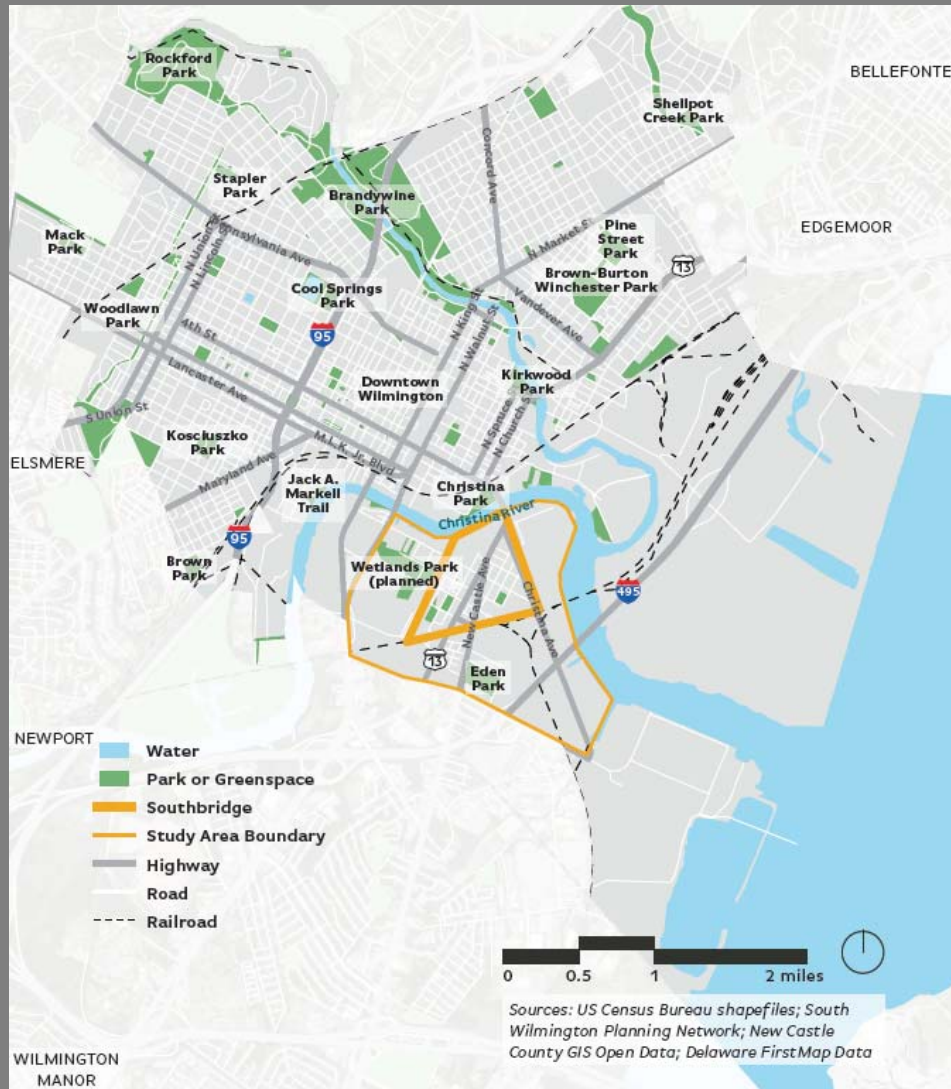 Rockford
Park
BELLEFONTE
Shellpot
Creek Park
Concord Ave
Stapler
Park
Brandywine
Park
Mack
Park
N Union St
N Lincoln St
Pennsylvania Ave
N Market St
Pine
Street
Park
EDGEMOOR
13
Brown-Burton
Winchester Park
Cool Springs
Park
95
Woodlawn
Park
4th St
N King St
N Walnut St
Vandever Ave
Lancaster Ave
Downtown
Wilmington
Kirkwood
Park
S Union St
Kosciuszko
Park
N Spruce
N Church St
ELSMERE
Maryland Ave
M.L.K. Jr. Blvd
Jack A.
Markell
Trail
Christina
Park
Christina River
95
Brown
Park
Wetlands Park
(planned)
New Castle Ave
Christina Ave
495
13
Eden
Park
NEWPORT
Water
Park or Greenspace
Southbridge
Study Area Boundary
Highway
Road
Railroad
0 0.5 1 2 miles
Sources: US Census Bureau shapefiles; South
Wilmington Planning Network; New Castle
County GIS Open Data; Delaware FirstMap Data
WILMINGTON
MANOR